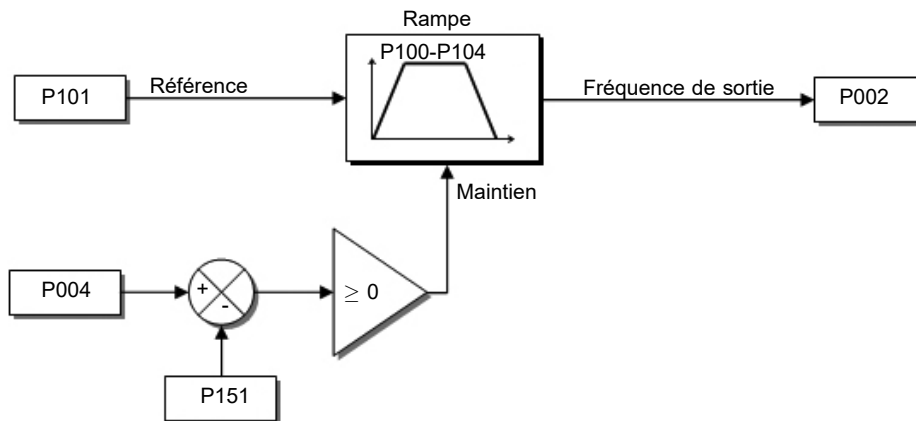 Rampe
P100-P104
P101
Référence
Fréquence de sortie
P002
Maintien
P004
+
-
≥ 0
P151